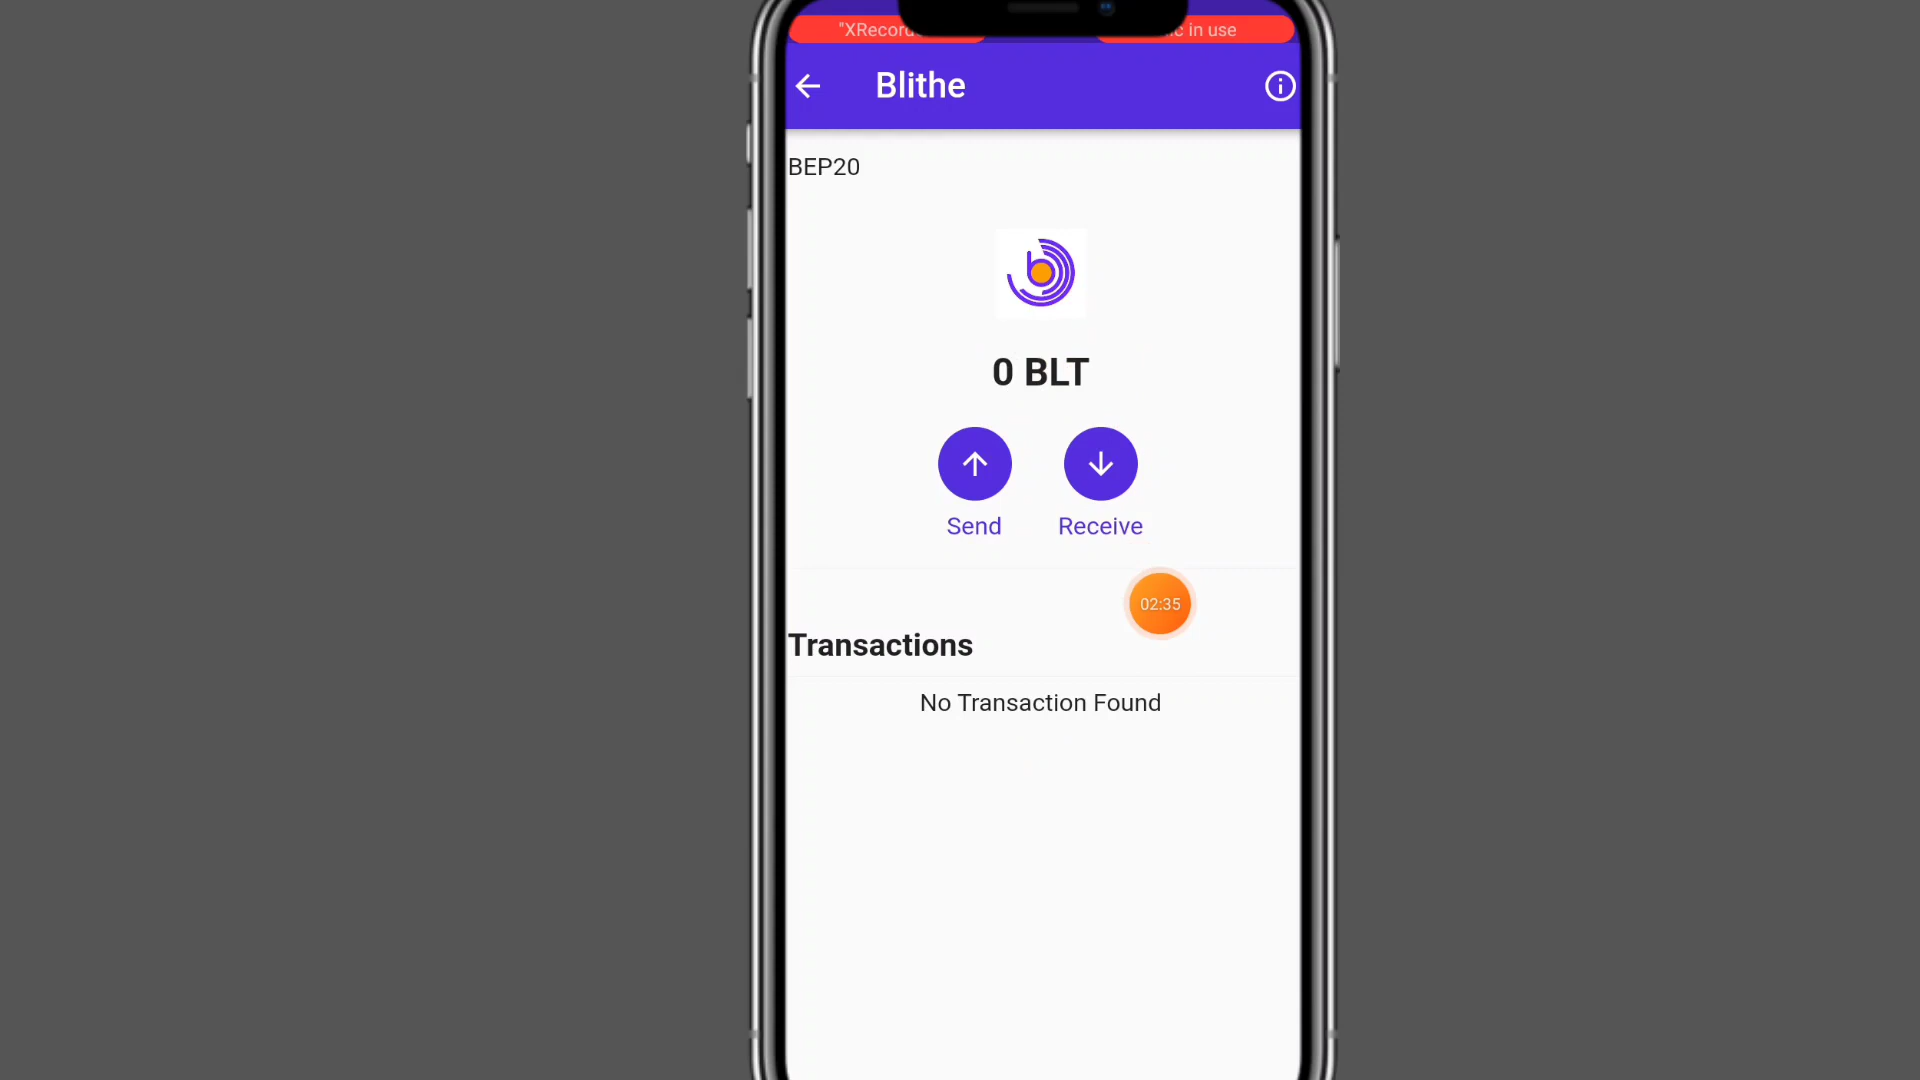 "XRecord
c in use
Blithe
BEP20
0 BLT
Send
Receive
02:35
Transactions
No Transaction Found